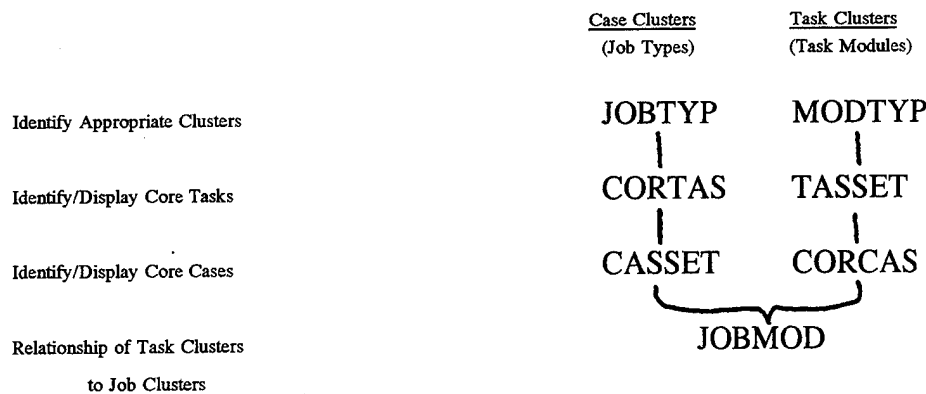 Case Clusters Task Clusters
(Job Types) (Task Modules)
Identify Appropriate Clusters JOBTYP MODTYP
Identify/Display Core Tasks CORTAS TASSET
Identify/Display Core Cases CASSET CORCAS
Relationship of Task Clusters JOBMOD
to Job Clusters